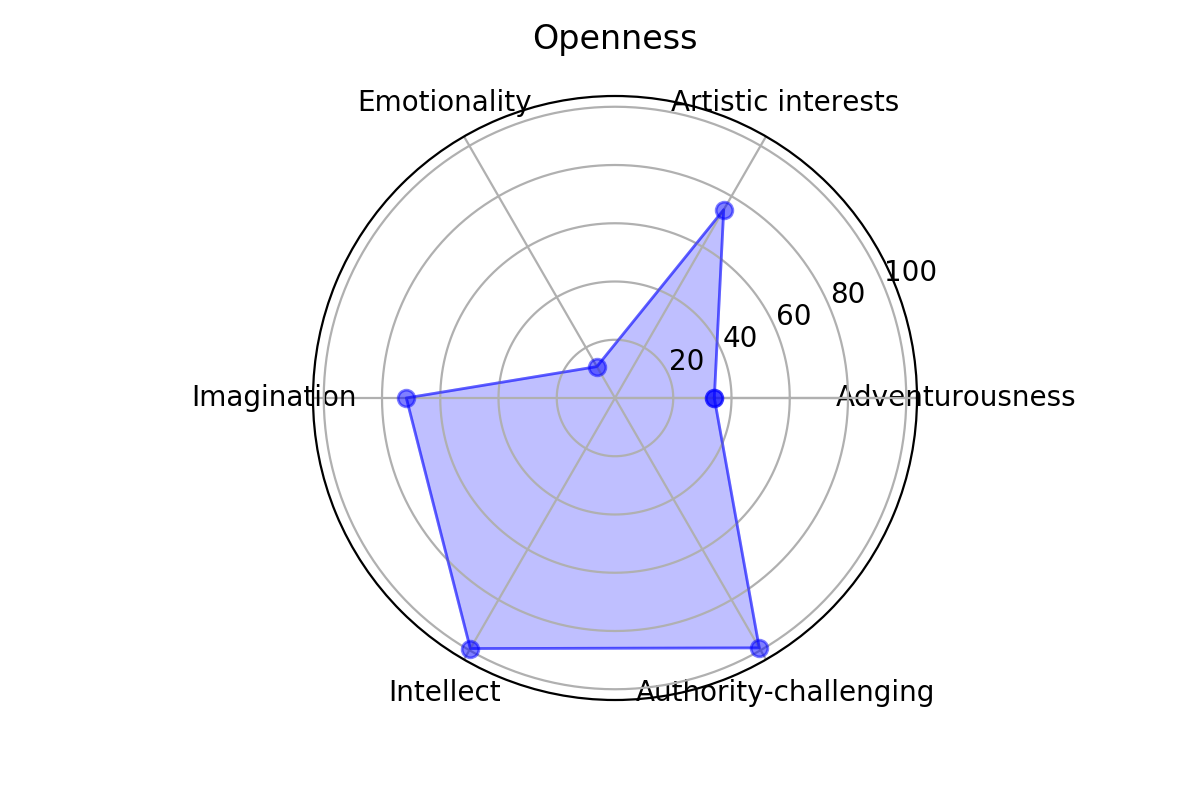 Openness
Emotionality
Artistic interests
100
80
60
40
20
Imagination
Adventurousness
Intellect
Authority-challenging